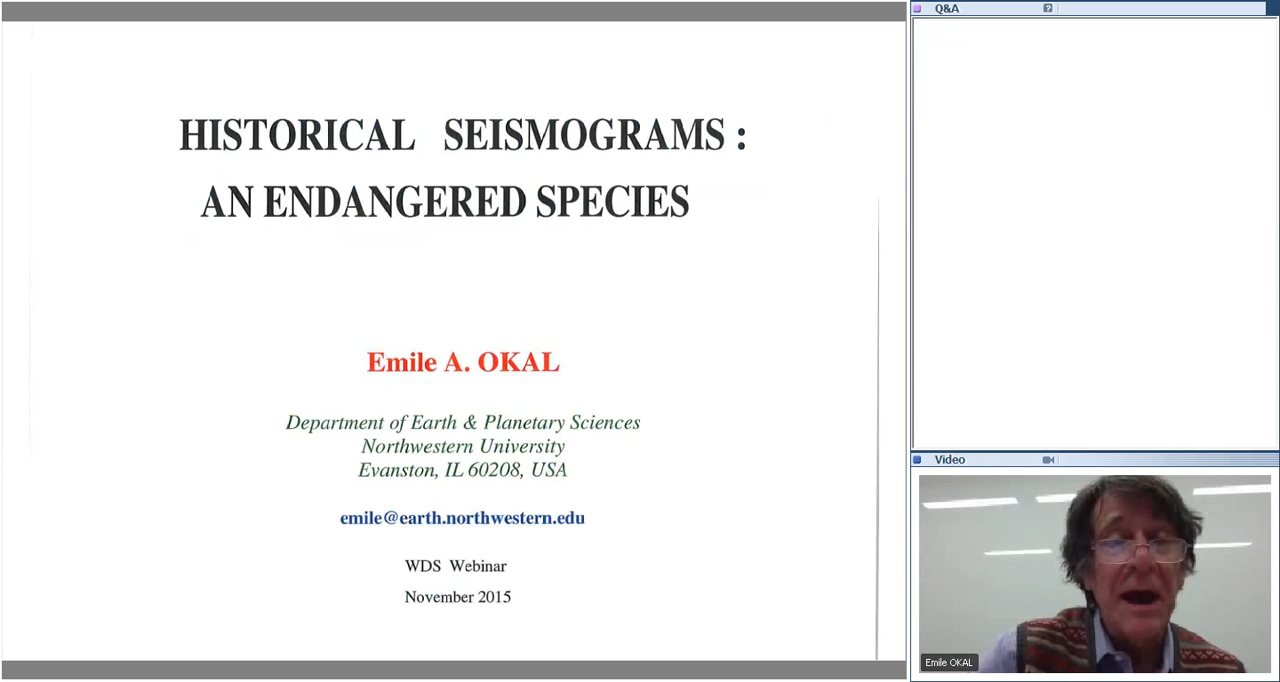 HISTORICAL SEISMOGRAMS :
AN ENDANGERED SPECIES
Emile A. OKAL
Department of Earth & Planetary Sciences
Northwestern University
Evanston, IL 60208, USA
emile@earth.northwestern.edu
WDS Webinar
November 2015
Q&A
?
Video
Emile OKAL